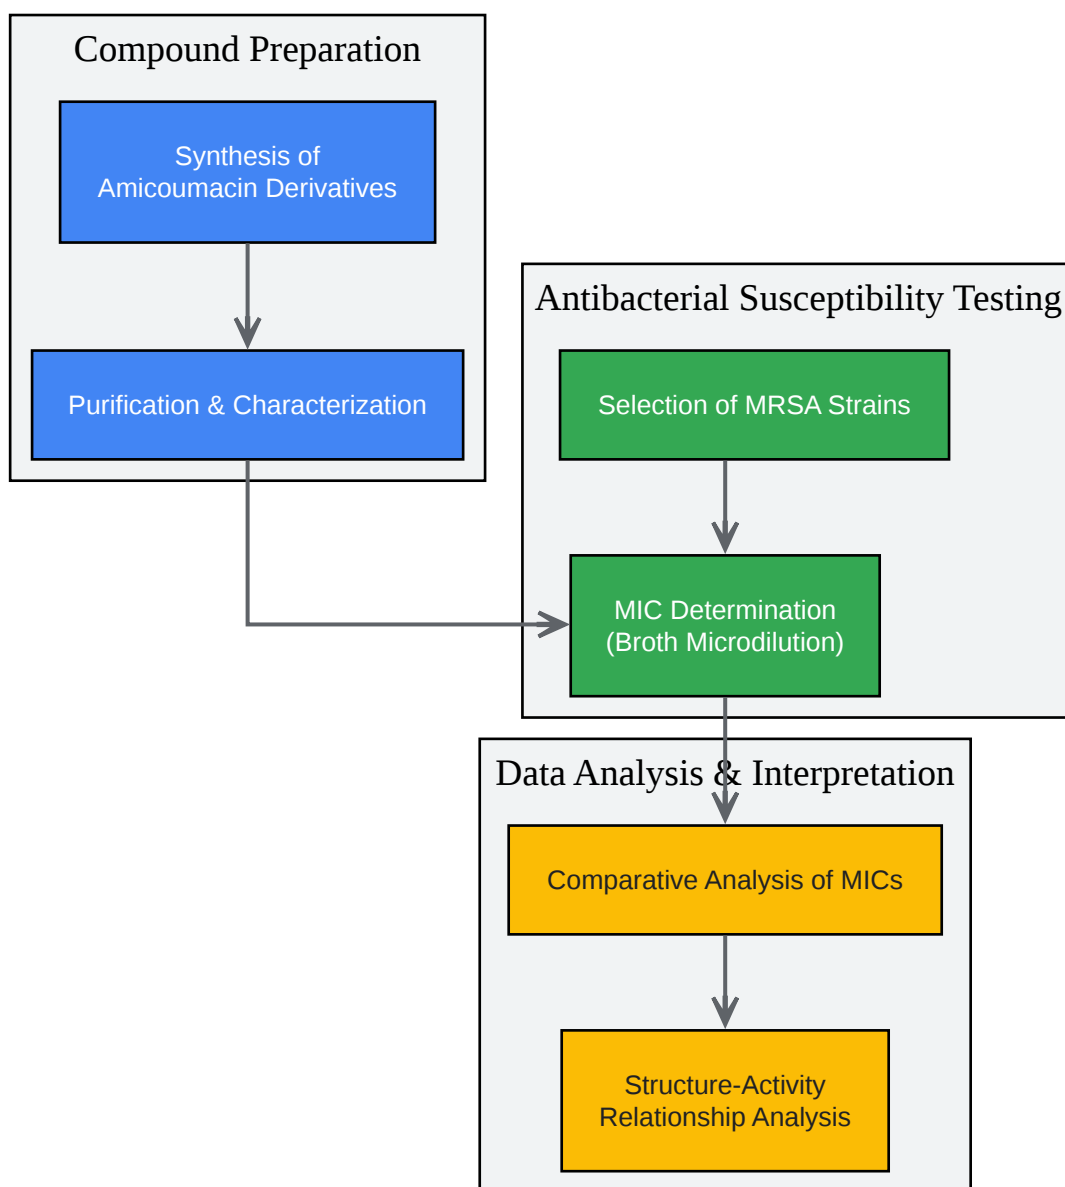 Compound Preparation
Synthesis of
Amicoumacin Derivatives
Purification & Characterization
Antibacterial Susceptibility Testing
Selection of MRSA Strains
MIC Determination
(Broth Microdilution)
Data Analysis & Interpretation
Comparative Analysis of MICs
Structure-Activity
Relationship Analysis